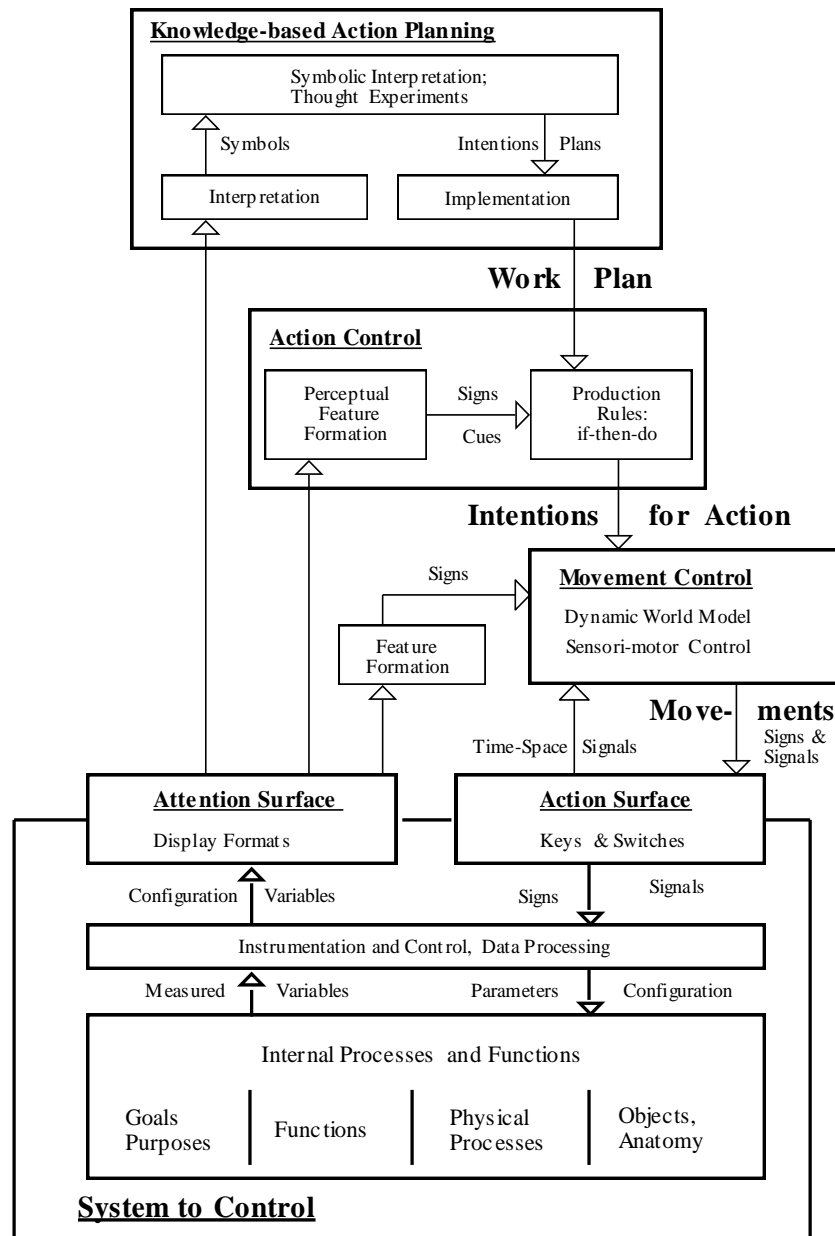 Knowledge-based Action Planning
Symbolic Interpretation;
Thought Experiments
Symbols
Intentions Plans
Interpretation
Implementation
Work Plan
Action Control
Perceptual
Feature
Formation
Signs
Cues
Production
Rules:
if-then-do
Intentions for Action
Signs
Movement Control
Dynamic World Model
Sensori-motor Control
Feature
Formation
Move- ments
Time-Space Signals
Signs &
Signals
Attention Surface
Display Formats
Action Surface
Keys & Switches
Configuration Variables
Signs Signals
Instrumentation and Control, Data Processing
Measured Variables
Parameters Configuration
Internal Processes and Functions
Goals
Purposes
Functions
Physical
Processes
Objects,
Anatomy
System to Control